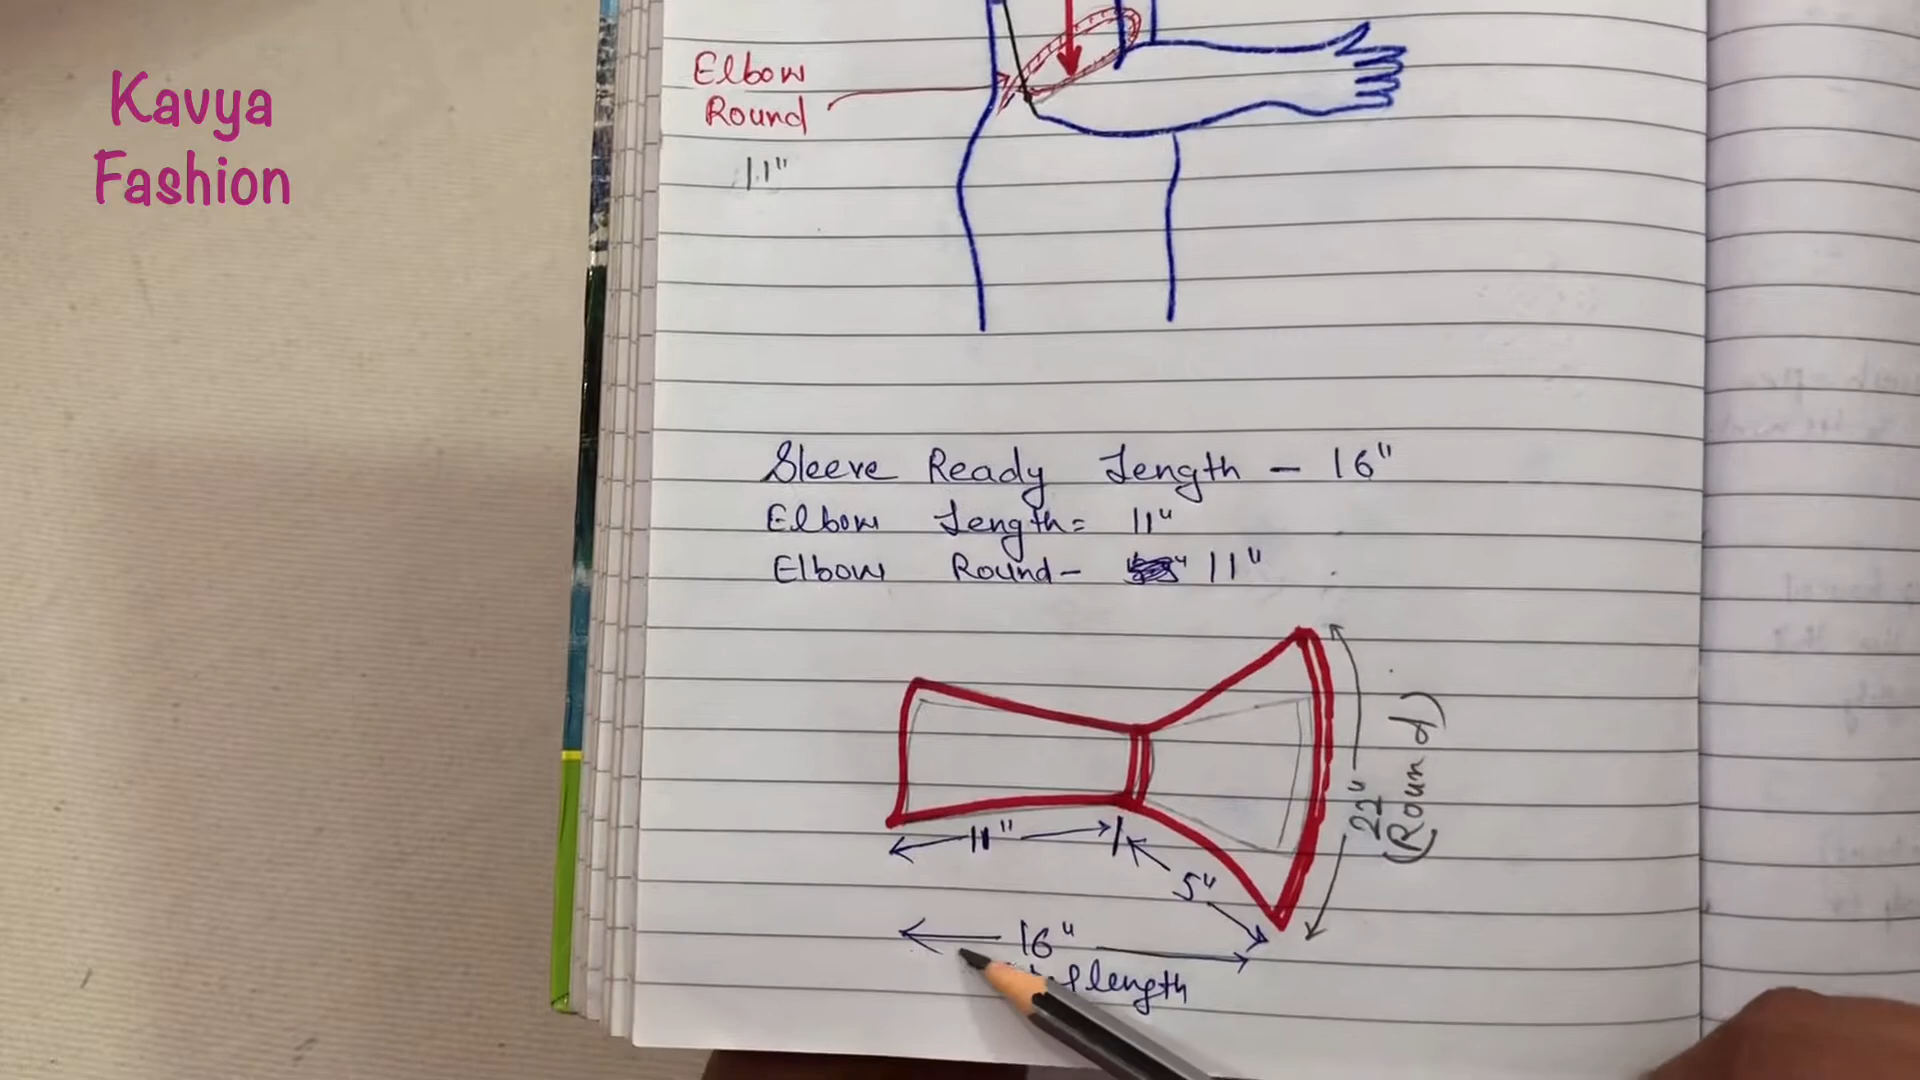 Kavya
Fashion
Elbow
Round
11"
Sleeve Ready Length - 16"
Elbow Length = 11"
Elbow Round - 11"
11"
5"
16"
length
22"
(Round)